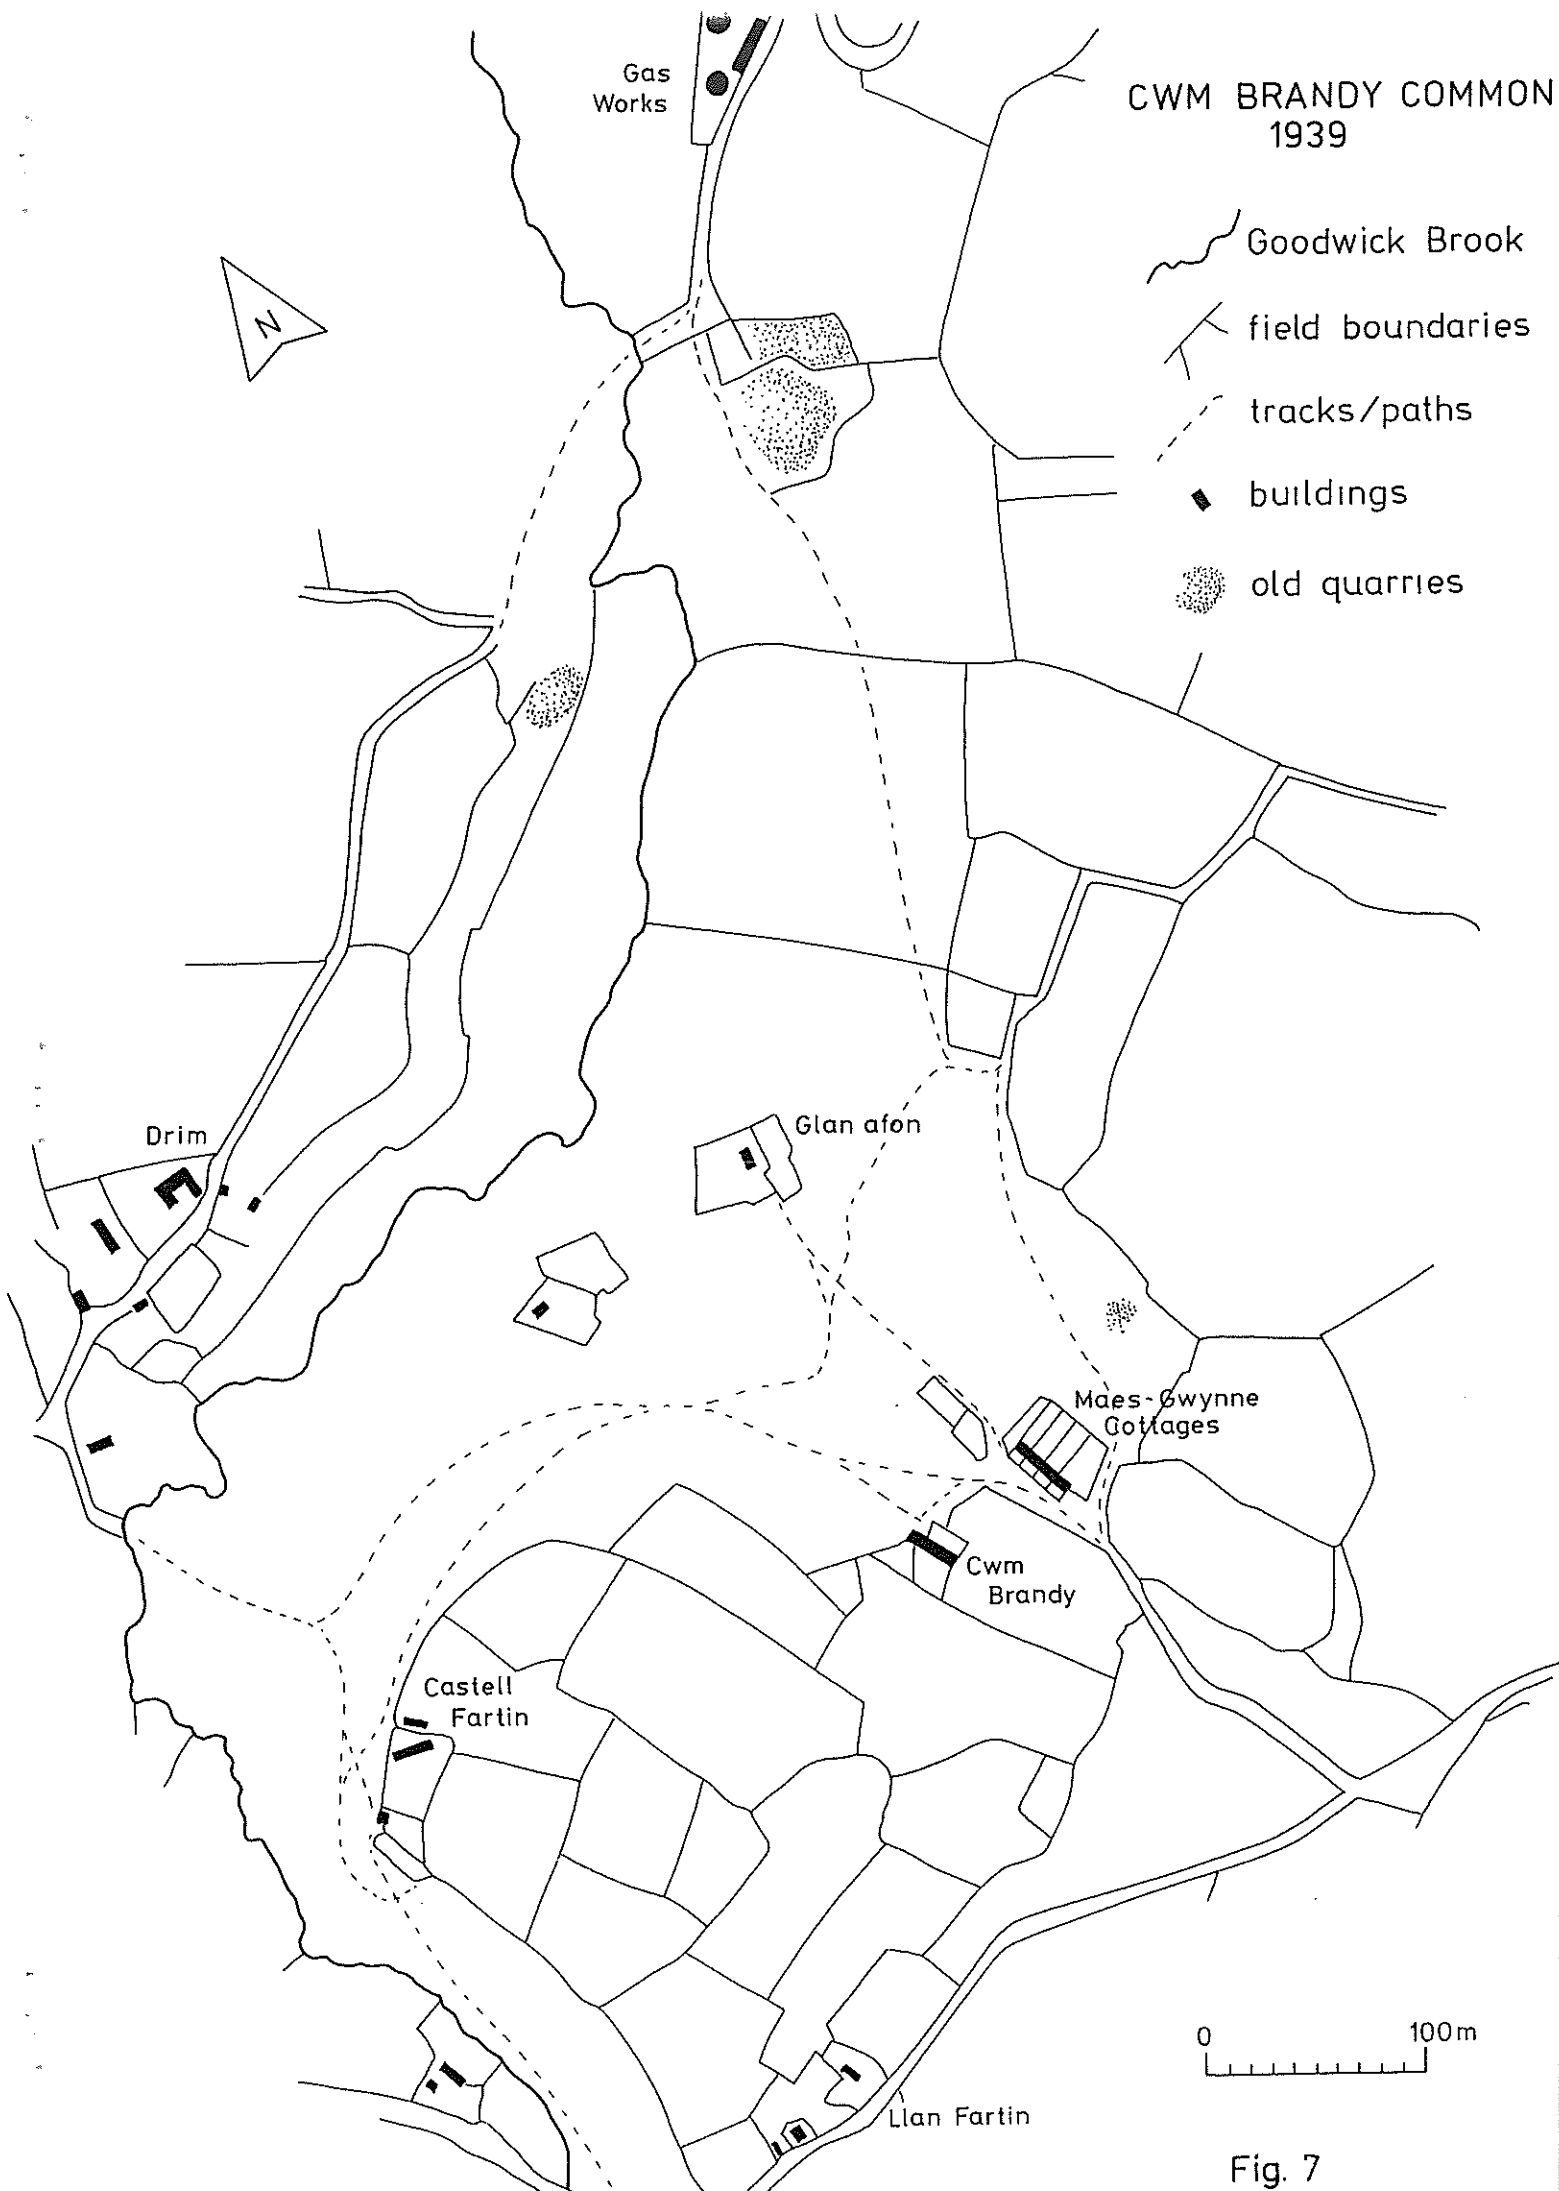 Gas
Works
CWM BRANDY COMMON
1939
Goodwick Brook
N
field boundaries
tracks/paths
buildings
old quarries
Drim
Glan afon
Maes-Gwynne
Cottages
Cwm
Brandy
Castell
Fartin
0 100m
Llan Fartin
Fig. 7